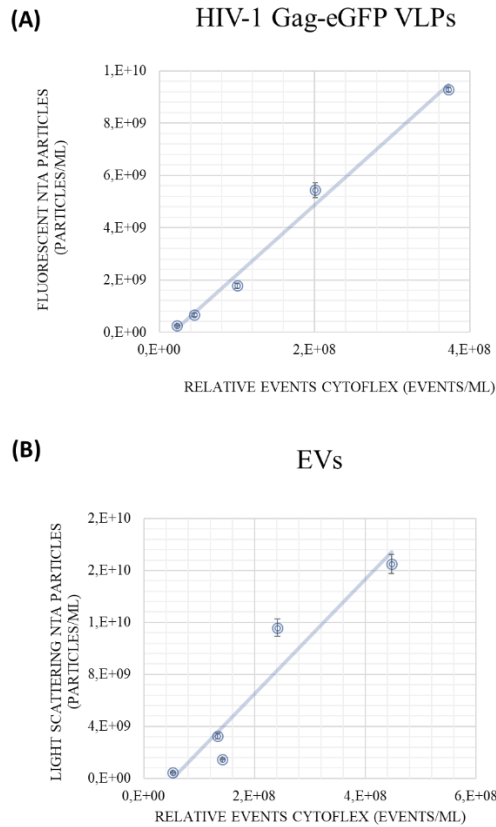 (A)
HIV-1 Gag-eGFP VLPs
FLUORESCENT NTA PARTICLES
(PARTICLES/ML)
1,E+10
8,E+09
6,E+09
4,E+09
2,E+09
0,E+00
0,E+00
2,E+08
4,E+08
RELATIVE EVENTS CYTOFLEX (EVENTS/ML)
(B)
EVs
LIGHT SCATTERING NTA PARTICLES
(PARTICLES/ML)
2,E+10
2,E+10
1,E+10
8,E+09
4,E+09
0,E+00
0,E+00
2,E+08
4,E+08
6,E+08
RELATIVE EVENTS CYTOFLEX (EVENTS/ML)